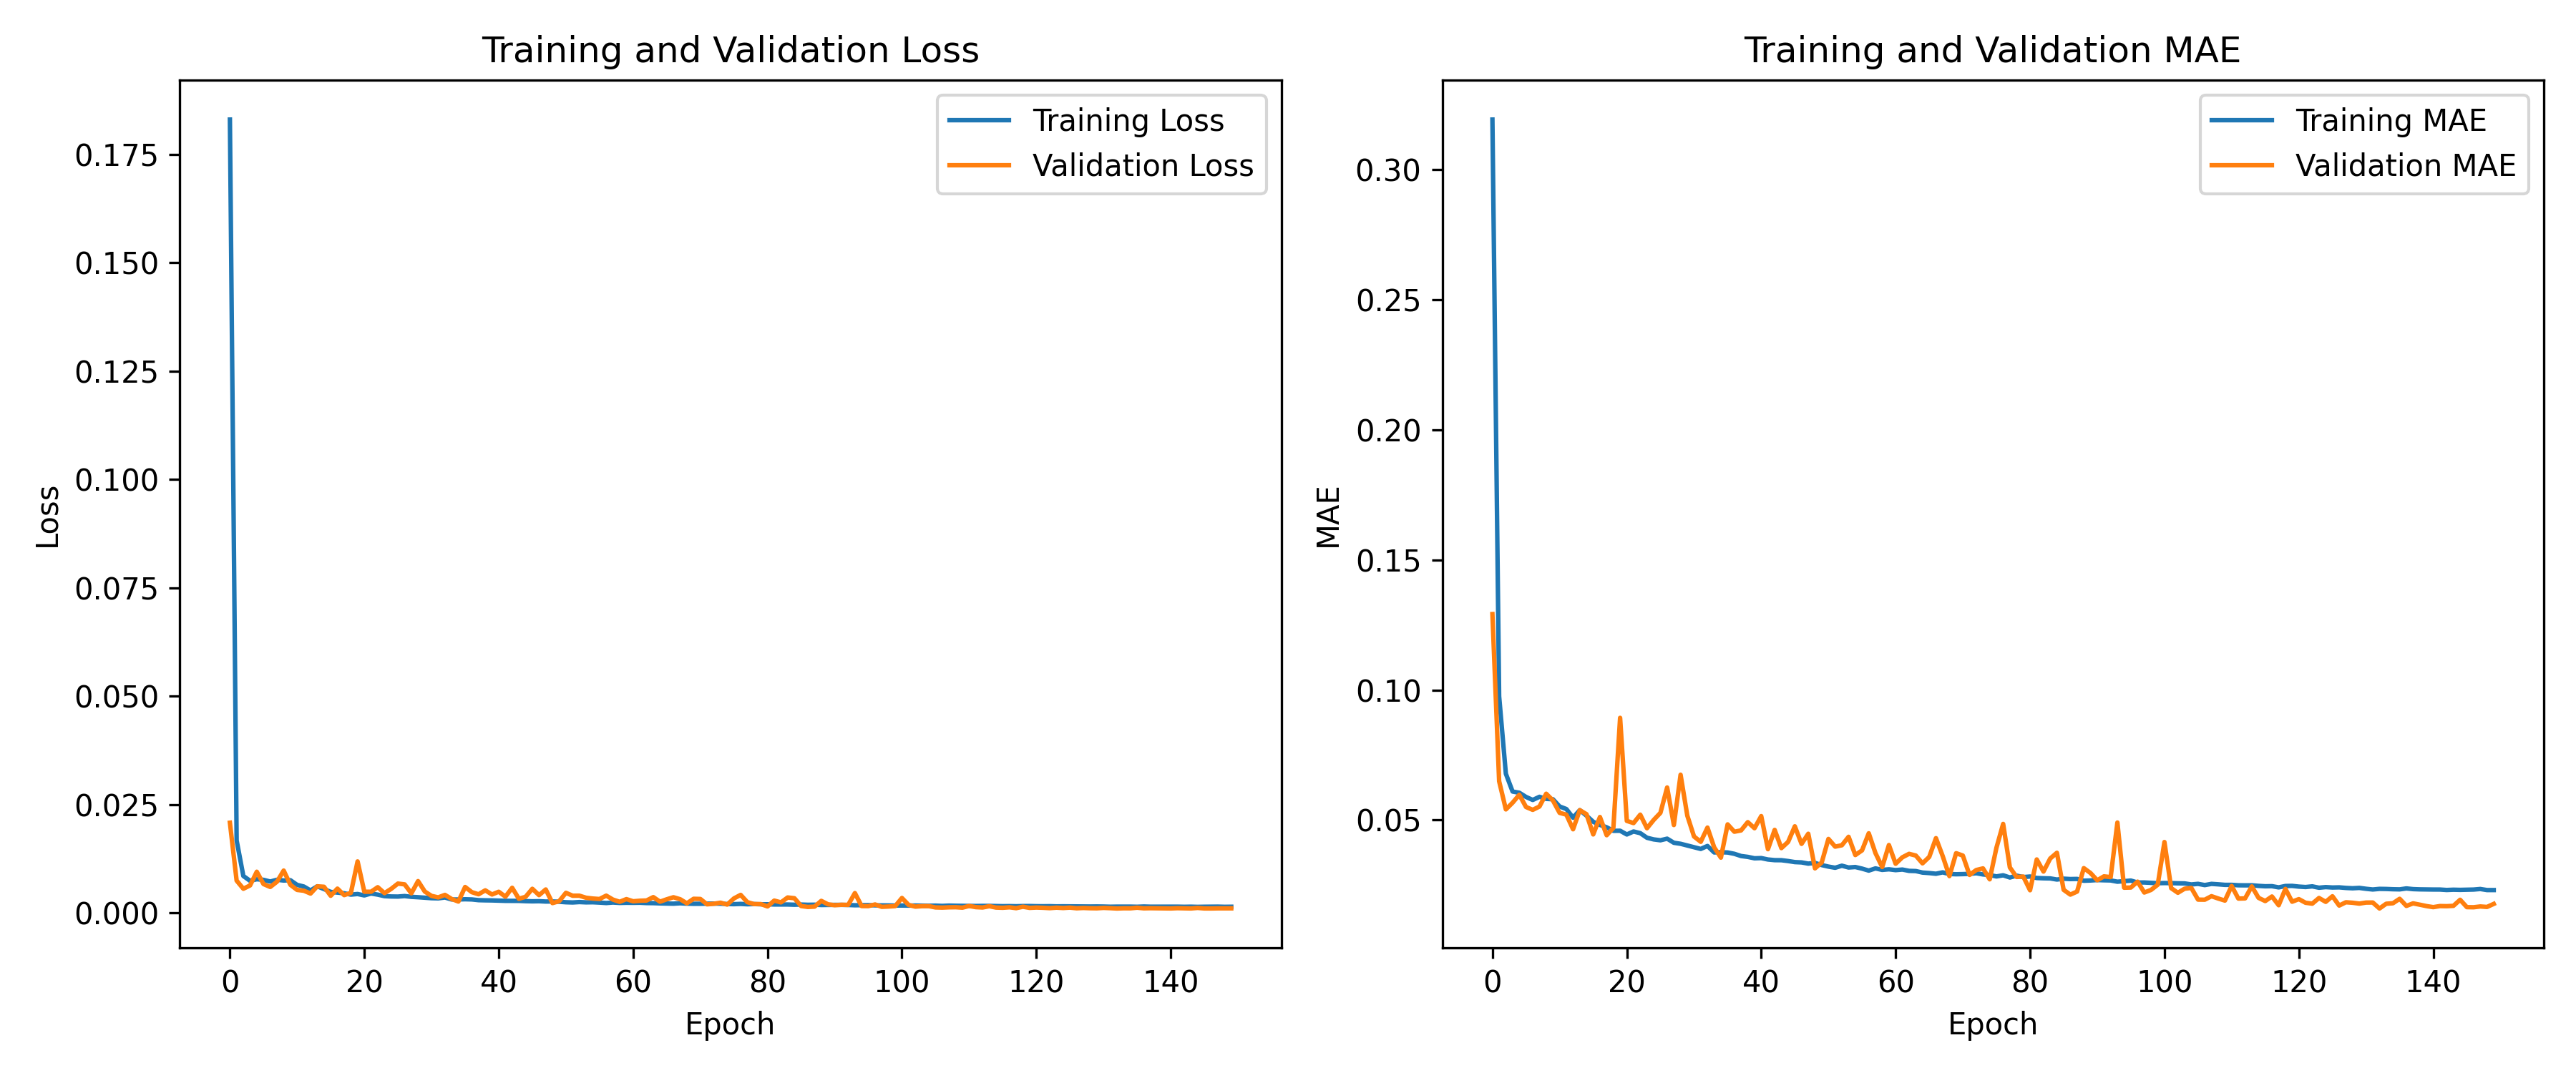 Training and Validation Loss
Training Loss
Validation Loss
0.175
0.150
0.125
0.100
0.075
0.050
0.025
0.000
Loss
0 20 40 60 80 100 120 140
Epoch
Training and Validation MAE
Training MAE
Validation MAE
0.30
0.25
0.20
0.15
0.10
0.05
MAE
0 20 40 60 80 100 120 140
Epoch